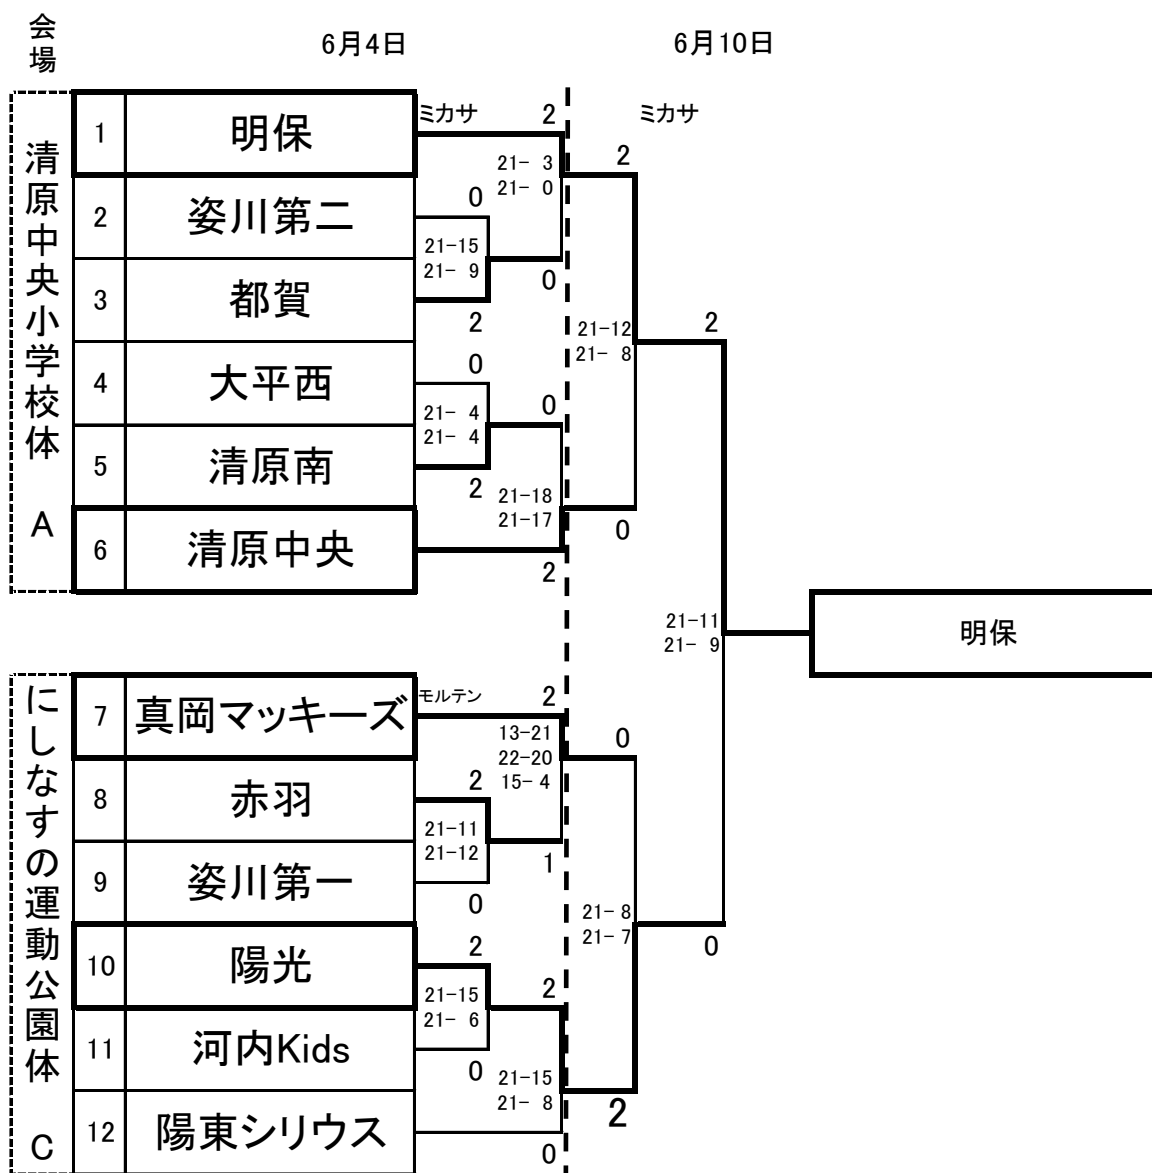 会場
6月4日
6月10日
清原中央小学校体 A
ミカサ
2
ミカサ
1 明保
2
21- 3
21- 0
0
2 姿川第二
21-15
21- 9
0
3 都賀
2
21-12
21- 8
2
0
4 大平西
0
21- 4
21- 4
5 清原南
2
21-18
21-17
0
6 清原中央
2
21-11
21- 9
明保
にしなすの運動公園体 C
7 真岡マッキーズ
モルテン
2
13-21
22-20
15- 4
0
2
8 赤羽
21-11
21-12
1
9 姿川第一
0
21- 8
21- 7
0
2
10 陽光
2
21-15
21- 6
11 河内Kids
0
21-15
21- 8
2
12 陽東シリウス
0